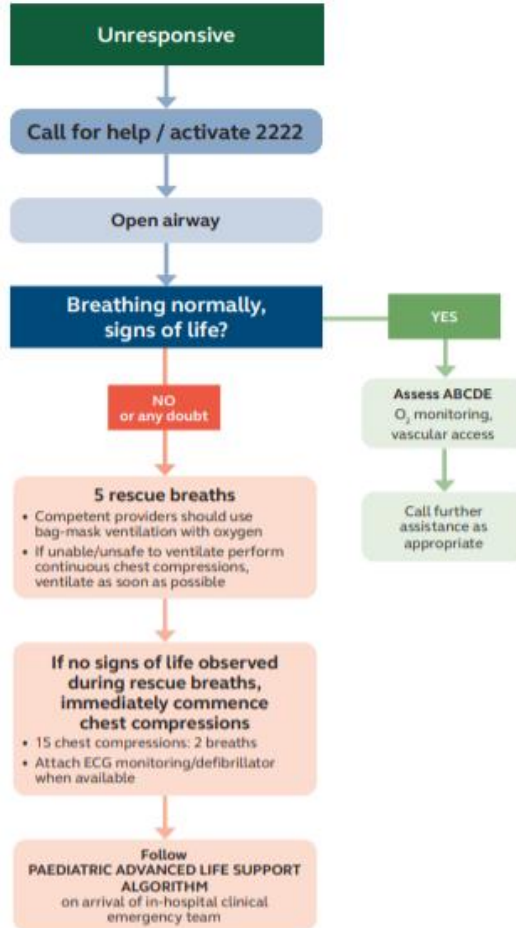 Unresponsive
Call for help / activate 2222
Open airway
Breathing normally,
signs of life?
YES
NO
or any doubt
Assess ABCDE
O₂ monitoring,
vascular access
Call further
assistance as
appropriate
5 rescue breaths
• Competent providers should use
bag-mask ventilation with oxygen
• If unable/unsafe to ventilate perform
continuous chest compressions,
ventilate as soon as possible
If no signs of life observed
during rescue breaths,
immediately commence
chest compressions
• 15 chest compressions: 2 breaths
• Attach ECG monitoring/defibrillator
when available
Follow
PAEDIATRIC ADVANCED LIFE SUPPORT
ALGORITHM
on arrival of in-hospital clinical
emergency team